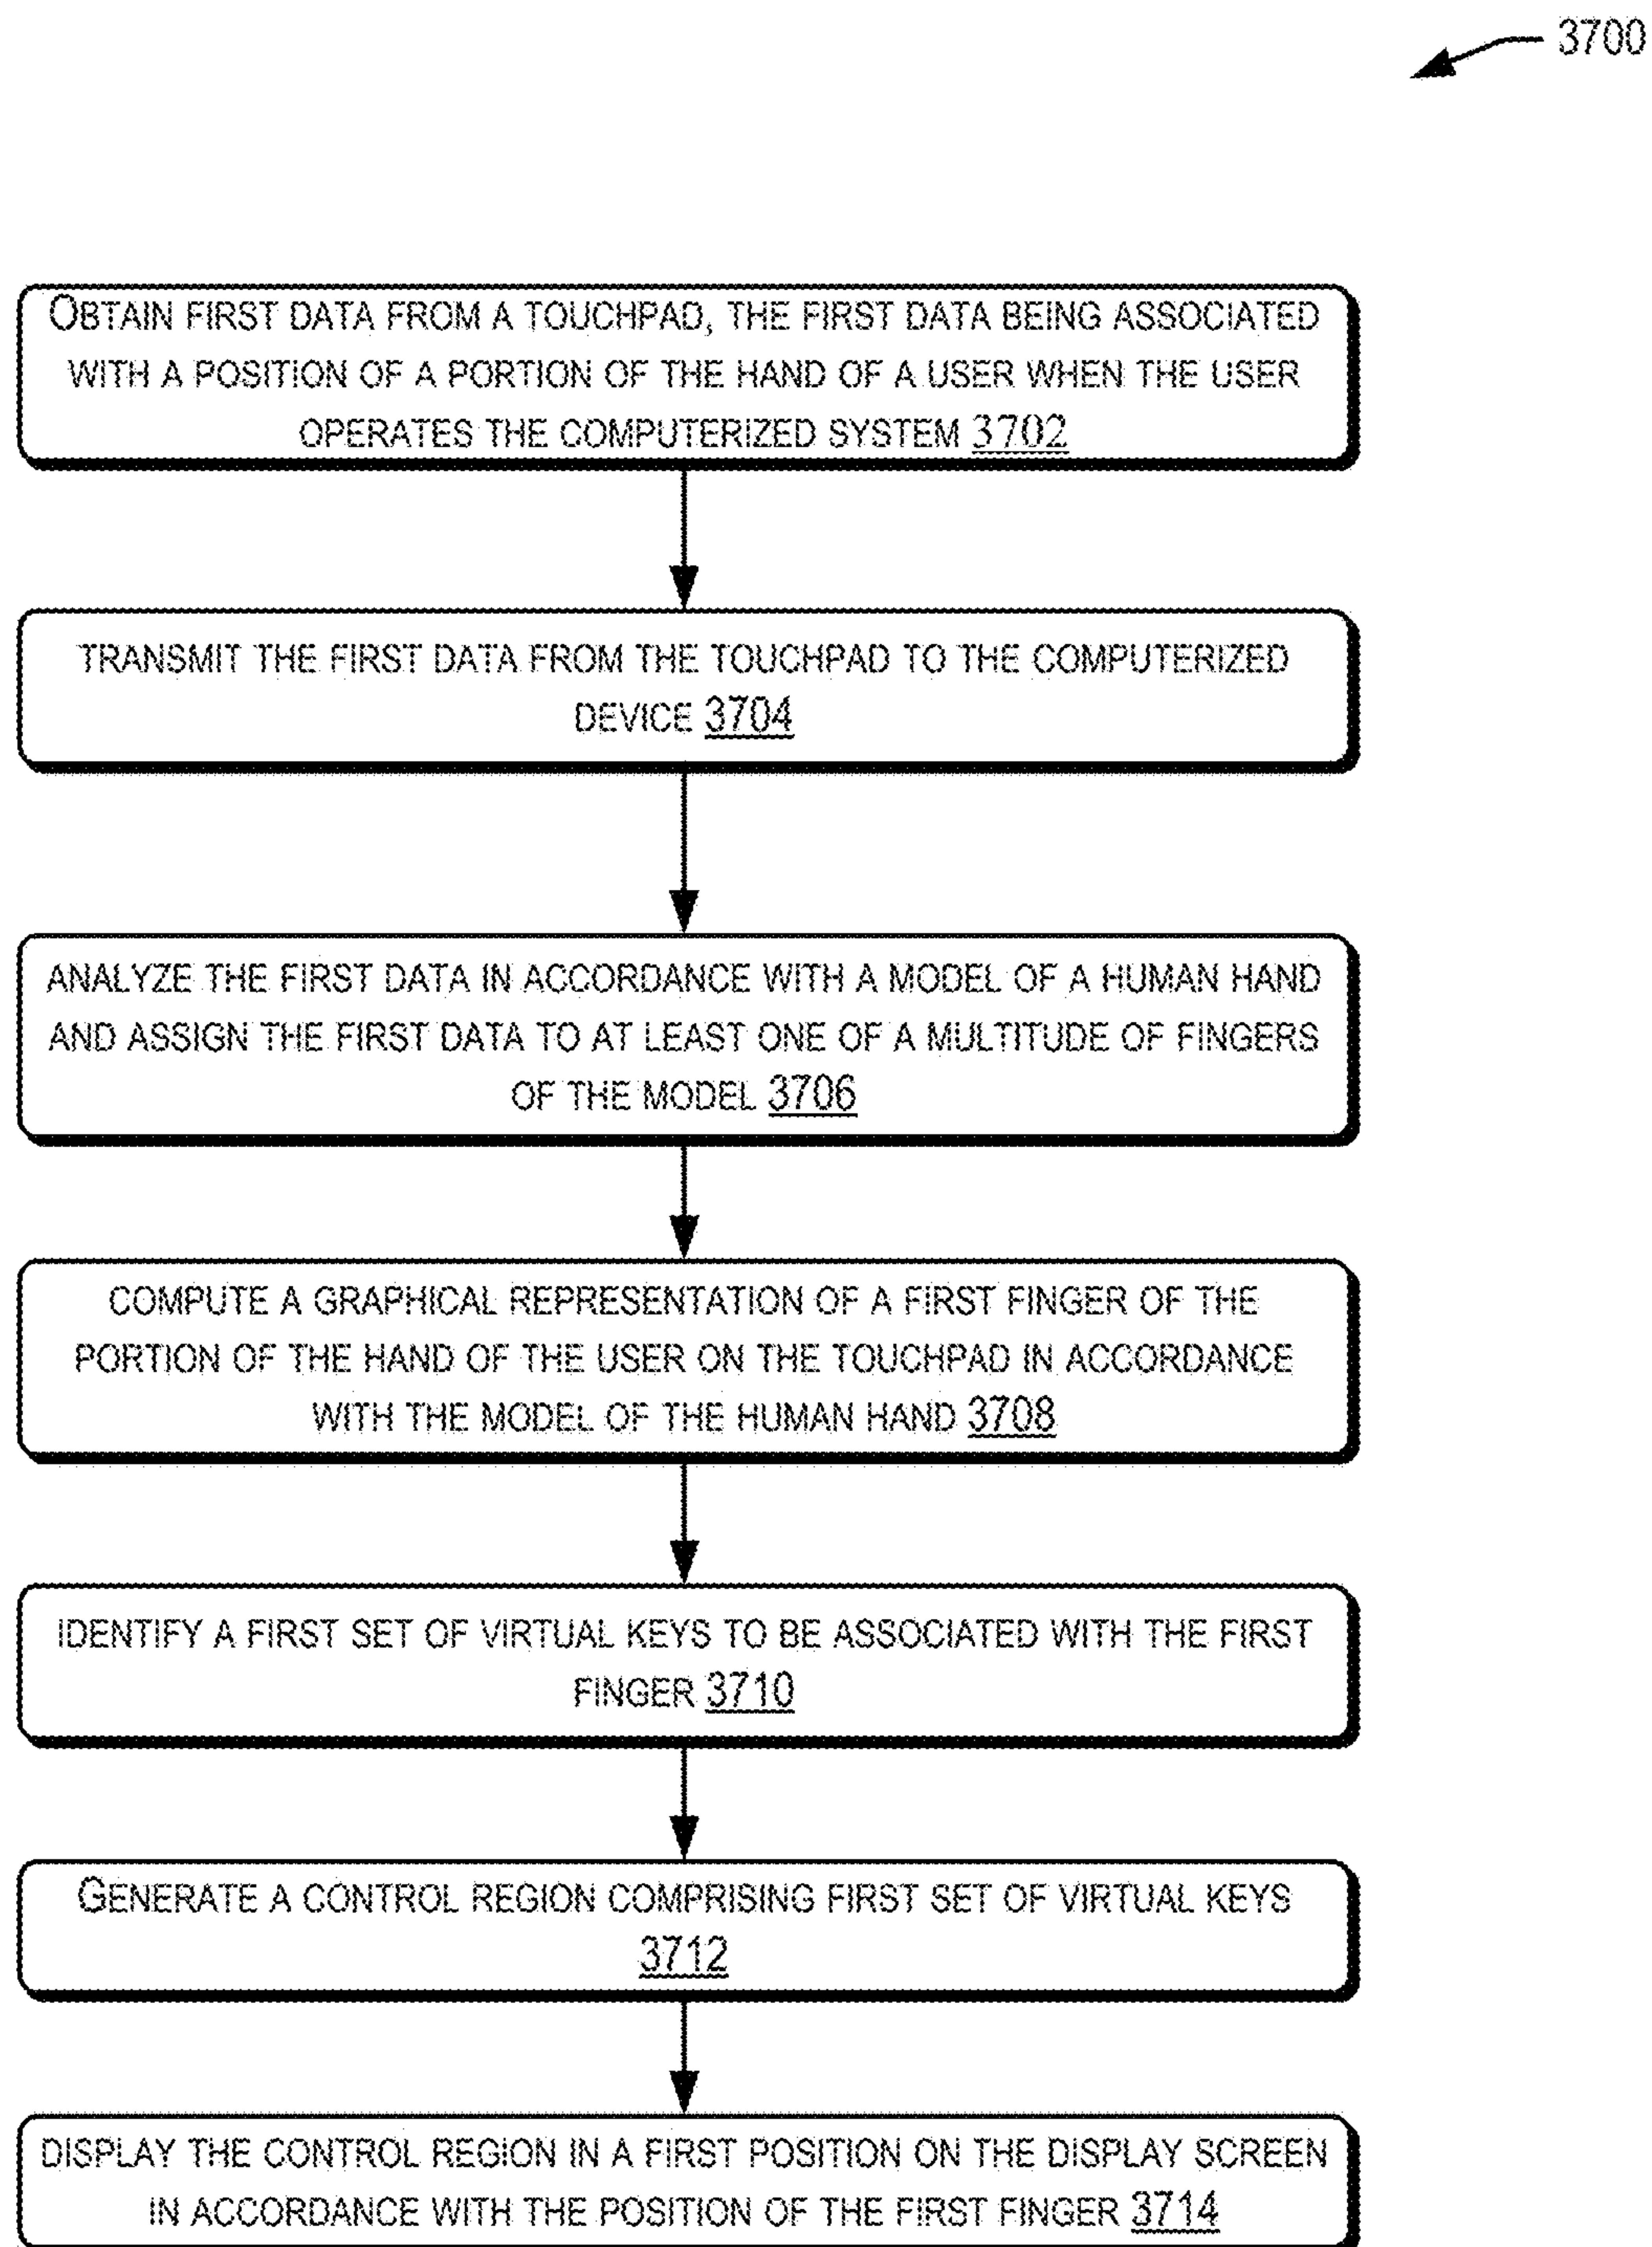 3700
OBTAIN FIRST DATA FROM A TOUCHPAD, THE FIRST DATA BEING ASSOCIATED
WITH A POSITION OF A PORTION OF THE HAND OF A USER WHEN THE USER
OPERATES THE COMPUTERIZED SYSTEM 3702
TRANSMIT THE FIRST DATA FROM THE TOUCHPAD TO THE COMPUTERIZED
DEVICE 3704
ANALYZE THE FIRST DATA IN ACCORDANCE WITH A MODEL OF A HUMAN HAND
AND ASSIGN THE FIRST DATA TO AT LEAST ONE OF A MULTITUDE OF FINGERS
OF THE MODEL 3706
COMPUTE A GRAPHICAL REPRESENTATION OF A FIRST FINGER OF THE
PORTION OF THE HAND OF THE USER ON THE TOUCHPAD IN ACCORDANCE
WITH THE MODEL OF THE HUMAN HAND 3708
IDENTIFY A FIRST SET OF VIRTUAL KEYS TO BE ASSOCIATED WITH THE FIRST
FINGER 3710
GENERATE A CONTROL REGION COMPRISING FIRST SET OF VIRTUAL KEYS
3712
DISPLAY THE CONTROL REGION IN A FIRST POSITION ON THE DISPLAY SCREEN
IN ACCORDANCE WITH THE POSITION OF THE FIRST FINGER 3714